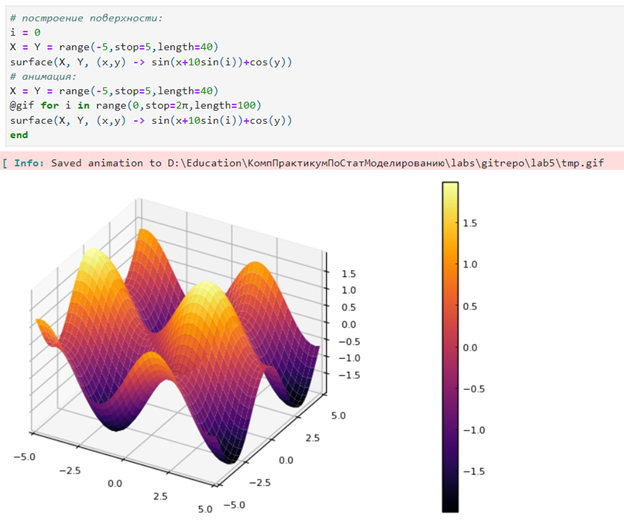 # построение поверхности:
i = 0
X = Y = range(-5,stop=5,length=40)
surface(X, Y, (x,y) -> sin(x+10sin(i))+cos(y))
# анимация:
X = Y = range(-5,stop=5,length=40)
@gif for i in range(0,stop=2π,length=100)
surface(X, Y, (x,y) -> sin(x+10sin(i))+cos(y))
end
[ Info: Saved animation to D:\Education\КомпПрактикумПоСтатМоделированию\labs\gitrepo\lab5\tmp.gif
1.5
1.0
0.5
0.0
−0.5
−1.0
−1.5
−5.0
−2.5
0.0
2.5
5.0
−5.0
−2.5
0.0
2.5
5.0
1.5
1.0
0.5
0.0
−0.5
−1.0
−1.5